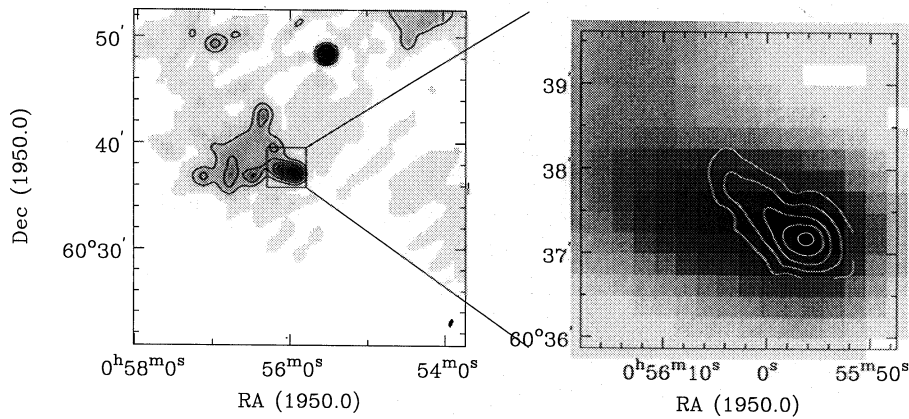 50′
40′
60°30′
Dec (1950.0)
0ʰ58ᵐ0ˢ 56ᵐ0ˢ 54ᵐ0ˢ
RA (1950.0)
39′
38′
37′
60°36′
0ʰ56ᵐ10ˢ 0ˢ 55ᵐ50ˢ
RA (1950.0)